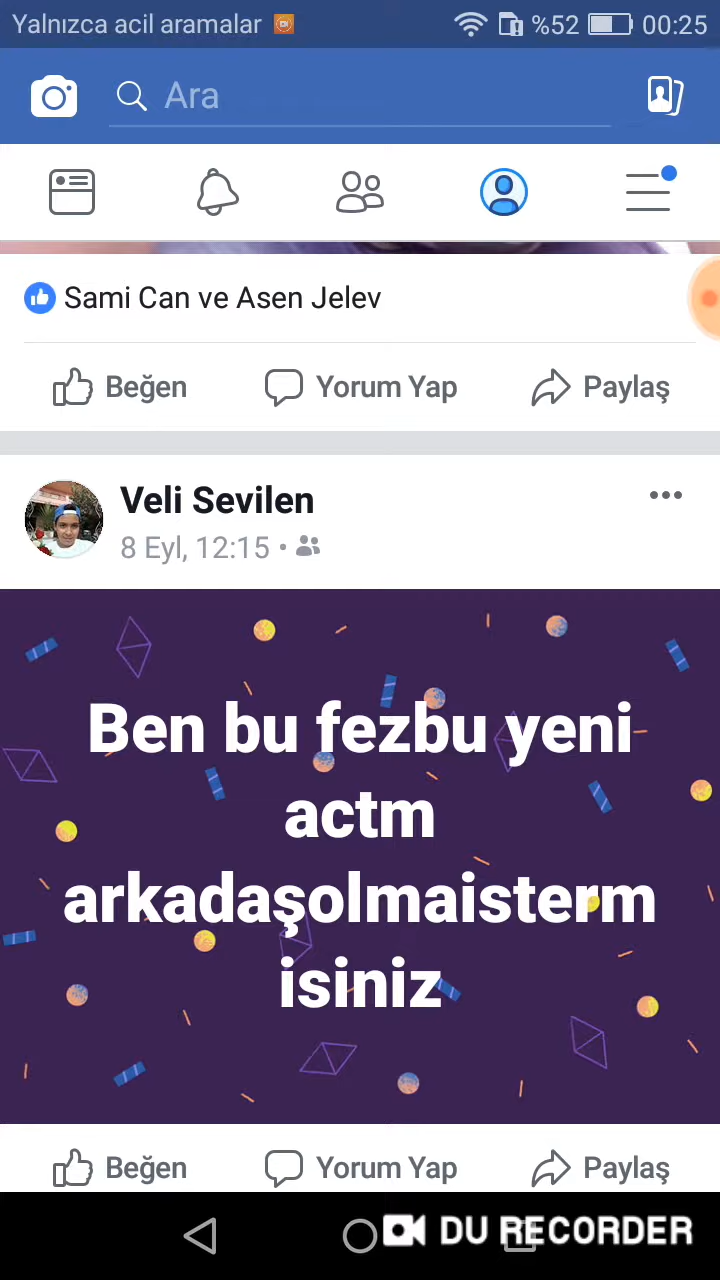 Yalnızca acil aramalar %52 00:25
Ara
Sami Can ve Asen Jelev
Beğen Yorum Yap Paylaş
Veli Sevilen
8 Eyl, 12:15 •
Ben bu fezbu yeni
actm
arkadaşolmaisterm
isiniz
Beğen Yorum Yap Paylaş
DU RECORDER